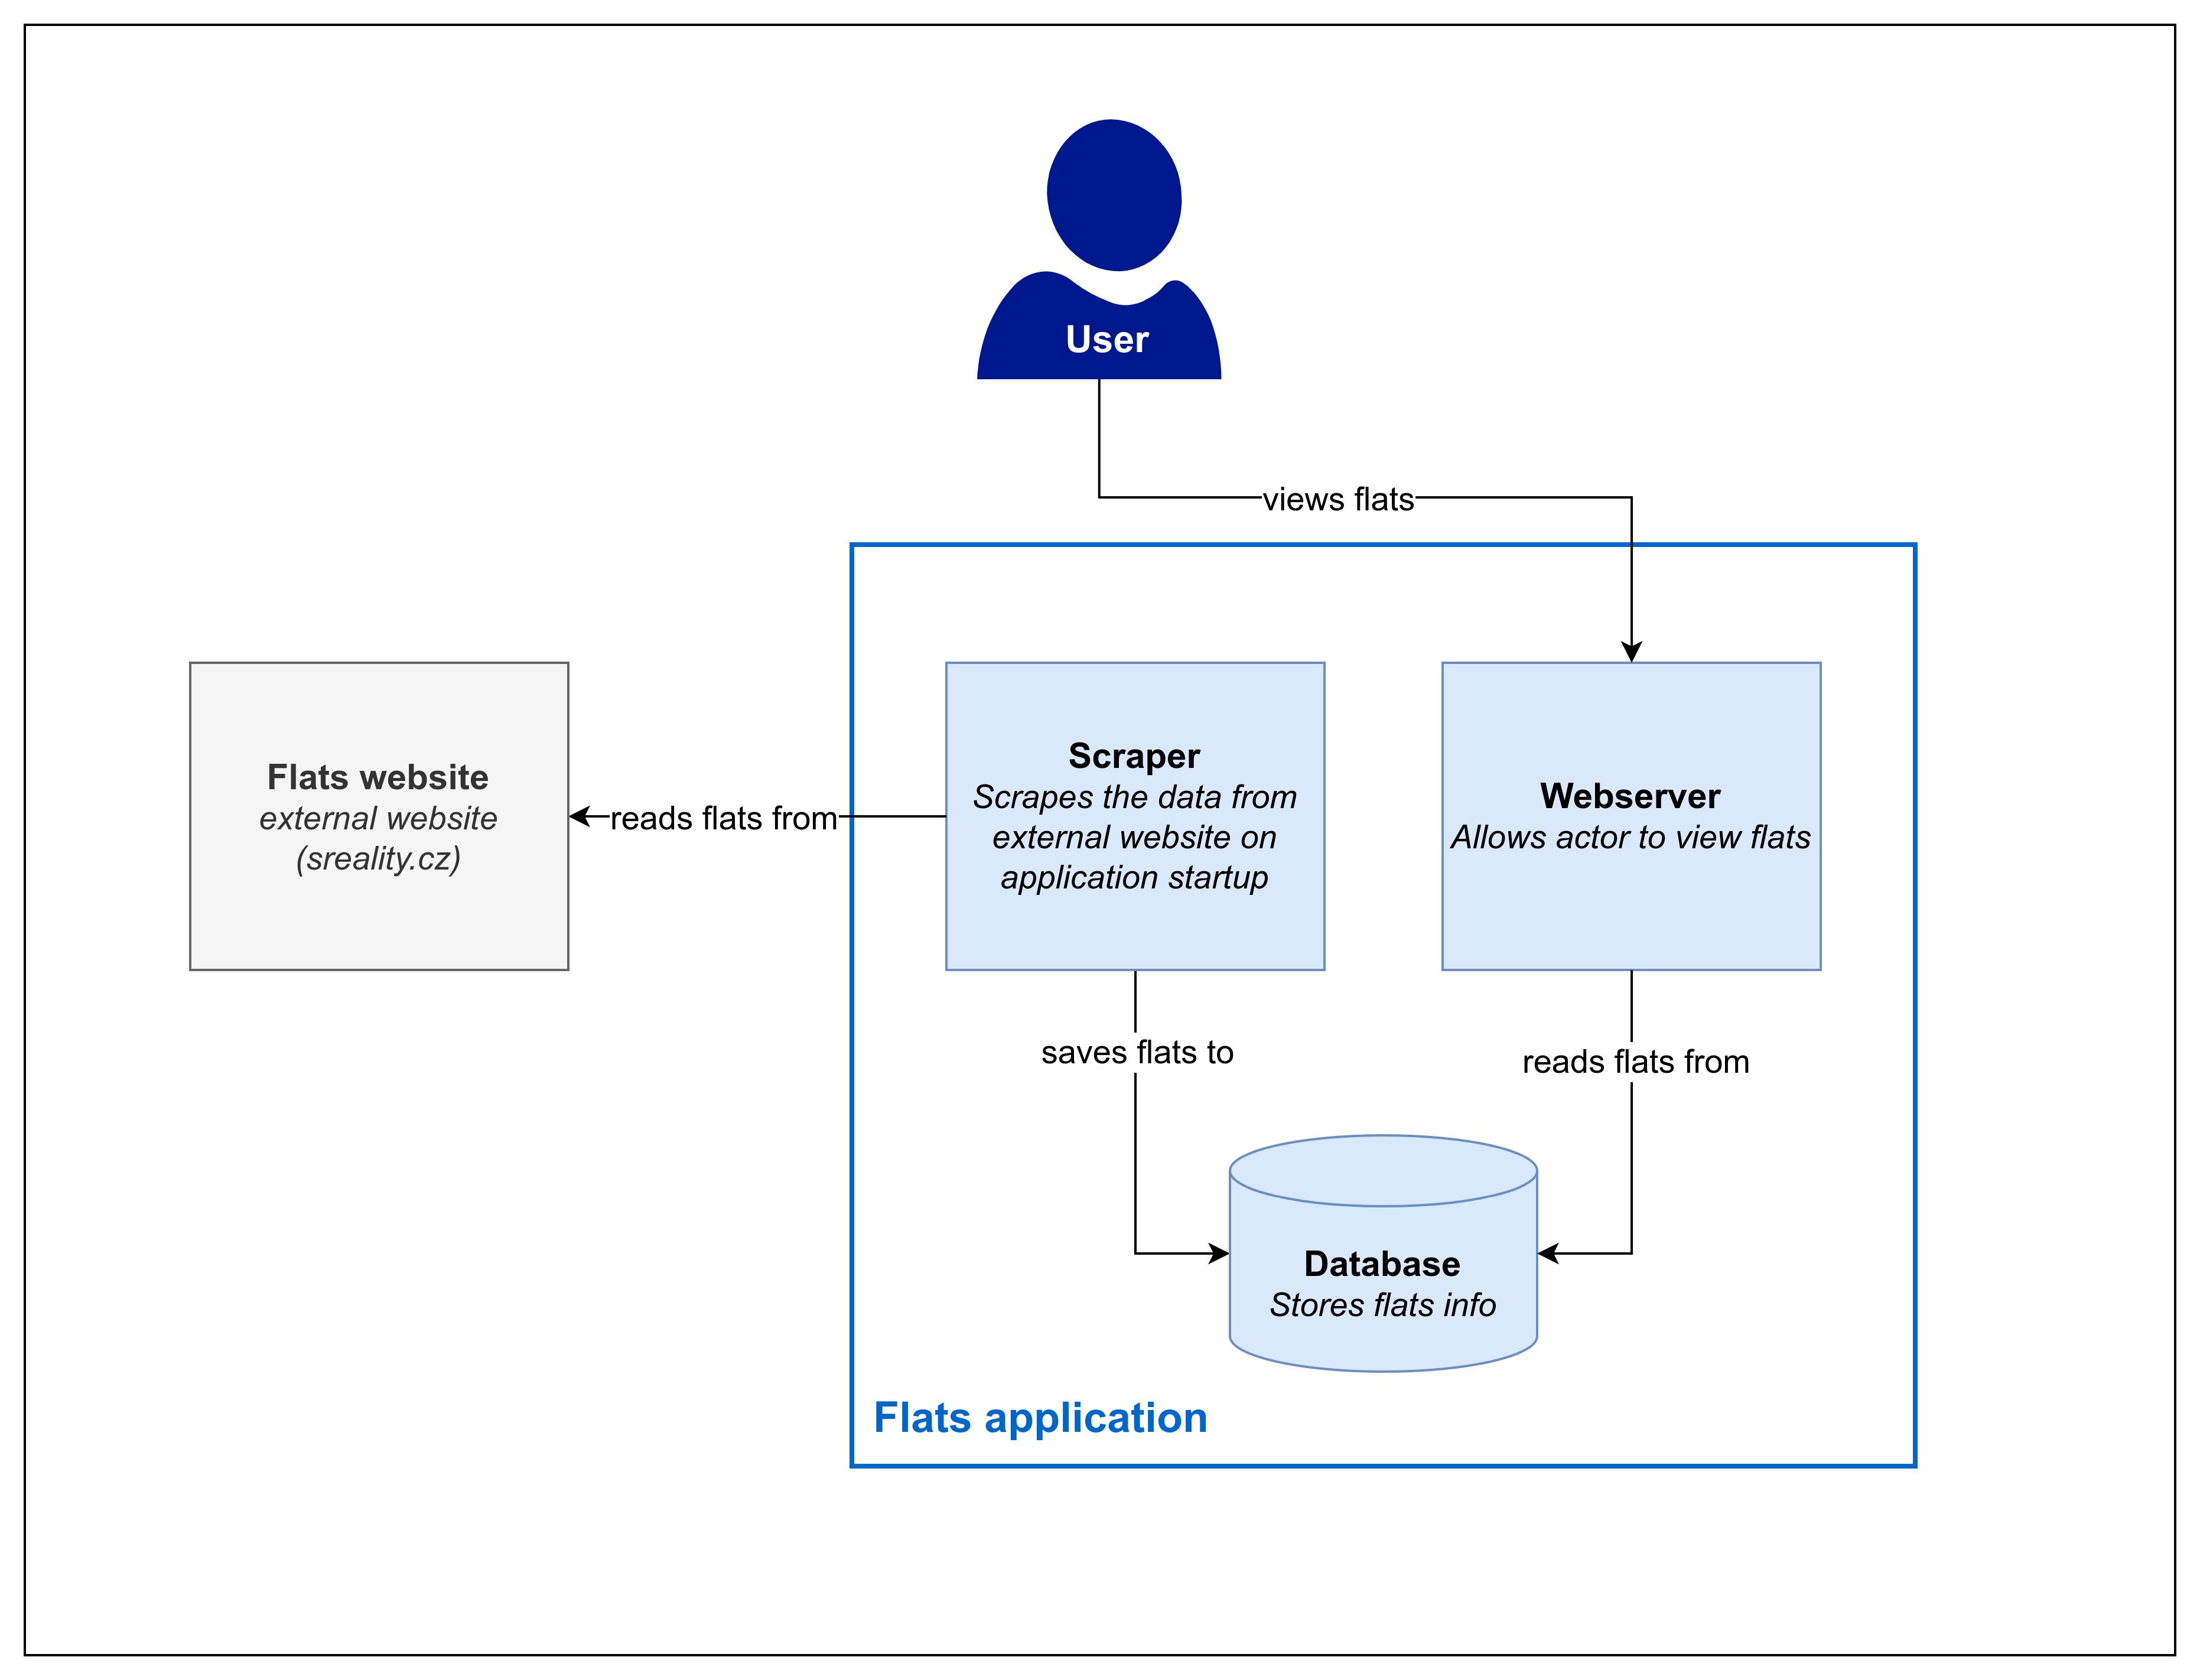 User
views flats
Flats website
external website
(sreality.cz)
reads flats from
Scraper
Scrapes the data from
external website on
application startup
Webserver
Allows actor to view flats
saves flats to
reads flats from
Database
Stores flats info
Flats application